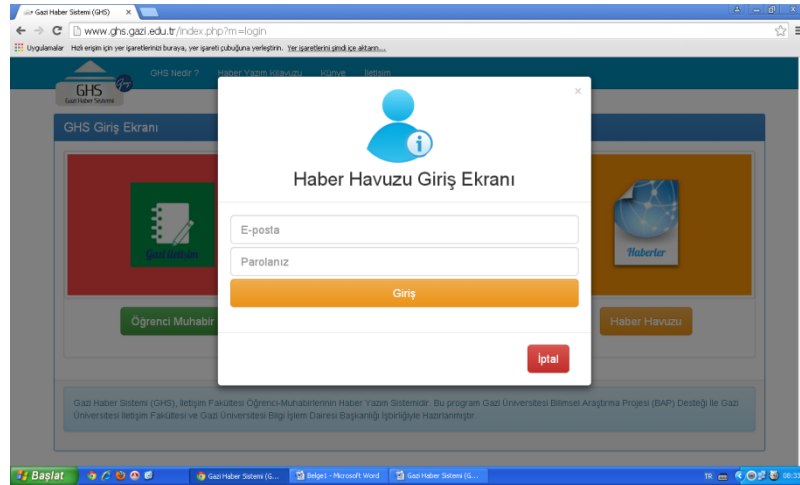 Gazi Haber Sistemi (GHS)
www.ghs.gazi.edu.tr/index.php?m=login
Uygulamalar Hızlı erişim için yer işaretlerinizi buraya, yer işareti çubuğuna yerleştirin. Yer işaretlerini şimdi içe aktarın...
GHS Nedir ? Haber Yazım Kılavuzu Künye İletişim
GHS Gazi
Gazi Haber Sistemi
GHS Giriş Ekranı
Haber Havuzu Giriş Ekranı
E-posta
Parolanız
Giriş
Gazi İletişim
Haberler
Öğrenci Muhabir
Haber Havuzu
İptal
Gazi Haber Sistemi (GHS), İletişim Fakültesi Öğrenci-Muhabirlerinin Haber Yazım Sistemidir. Bu program Gazi Üniversitesi Bilimsel Araştırma Projesi (BAP) Desteği ile Gazi
Üniversitesi İletişim Fakültesi ve Gazi Üniversitesi Bilgi İşlem Dairesi Başkanlığı İşbirliğiyle Hazırlanmıştır.
Başlat Gazi Haber Sistemi (G... Belge1 - Microsoft Word Gazi Haber Sistemi (G... TR